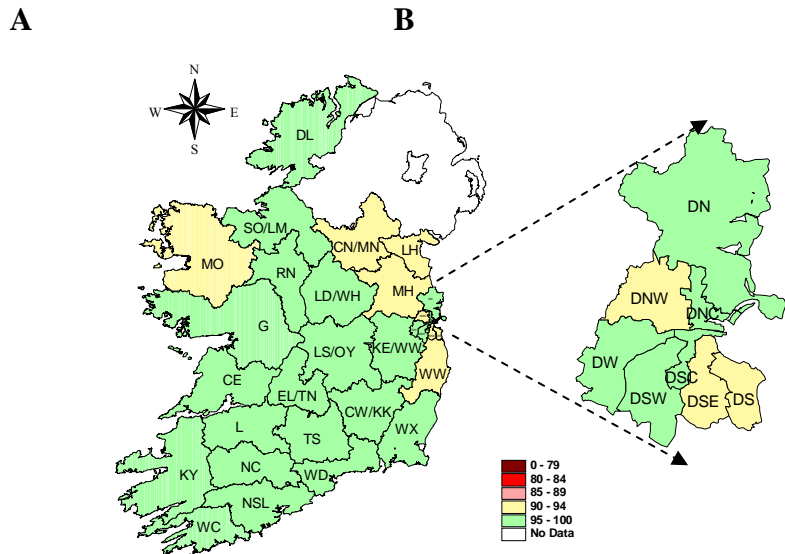 A B
N
W E
S
DL
SO/LM
CN/MN
LH
MO
RN
MH
LD/WH
G
LS/OY
KE/WW
CE
WW
EL/TN
CW/KK
L
TS
WX
NC
WD
KY
NSL
WC
DN
DNW
DNC
DW
DSC
DSW
DSE
DS
0 - 79
80 - 84
85 - 89
90 - 94
95 - 100
No Data